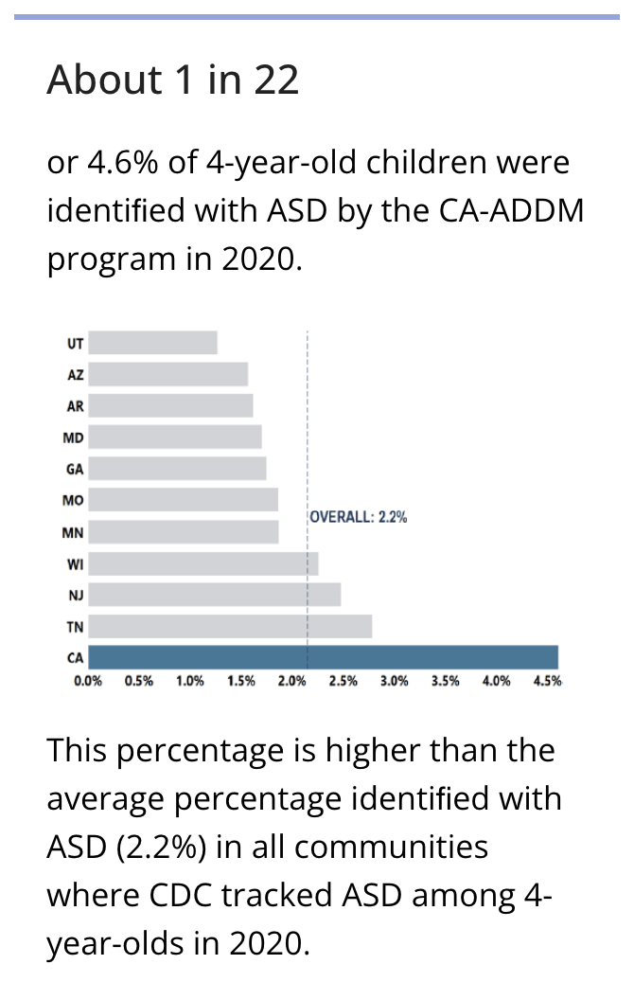 About 1 in 22
or 4.6% of 4-year-old children were
identified with ASD by the CA-ADDM
program in 2020.
UT
AZ
AR
MD
GA
MO
OVERALL: 2.2%
MN
WI
NJ
TN
CA
0.0% 0.5% 1.0% 1.5% 2.0% 2.5% 3.0% 3.5% 4.0% 4.5%
This percentage is higher than the
average percentage identified with
ASD (2.2%) in all communities
where CDC tracked ASD among 4-
year-olds in 2020.